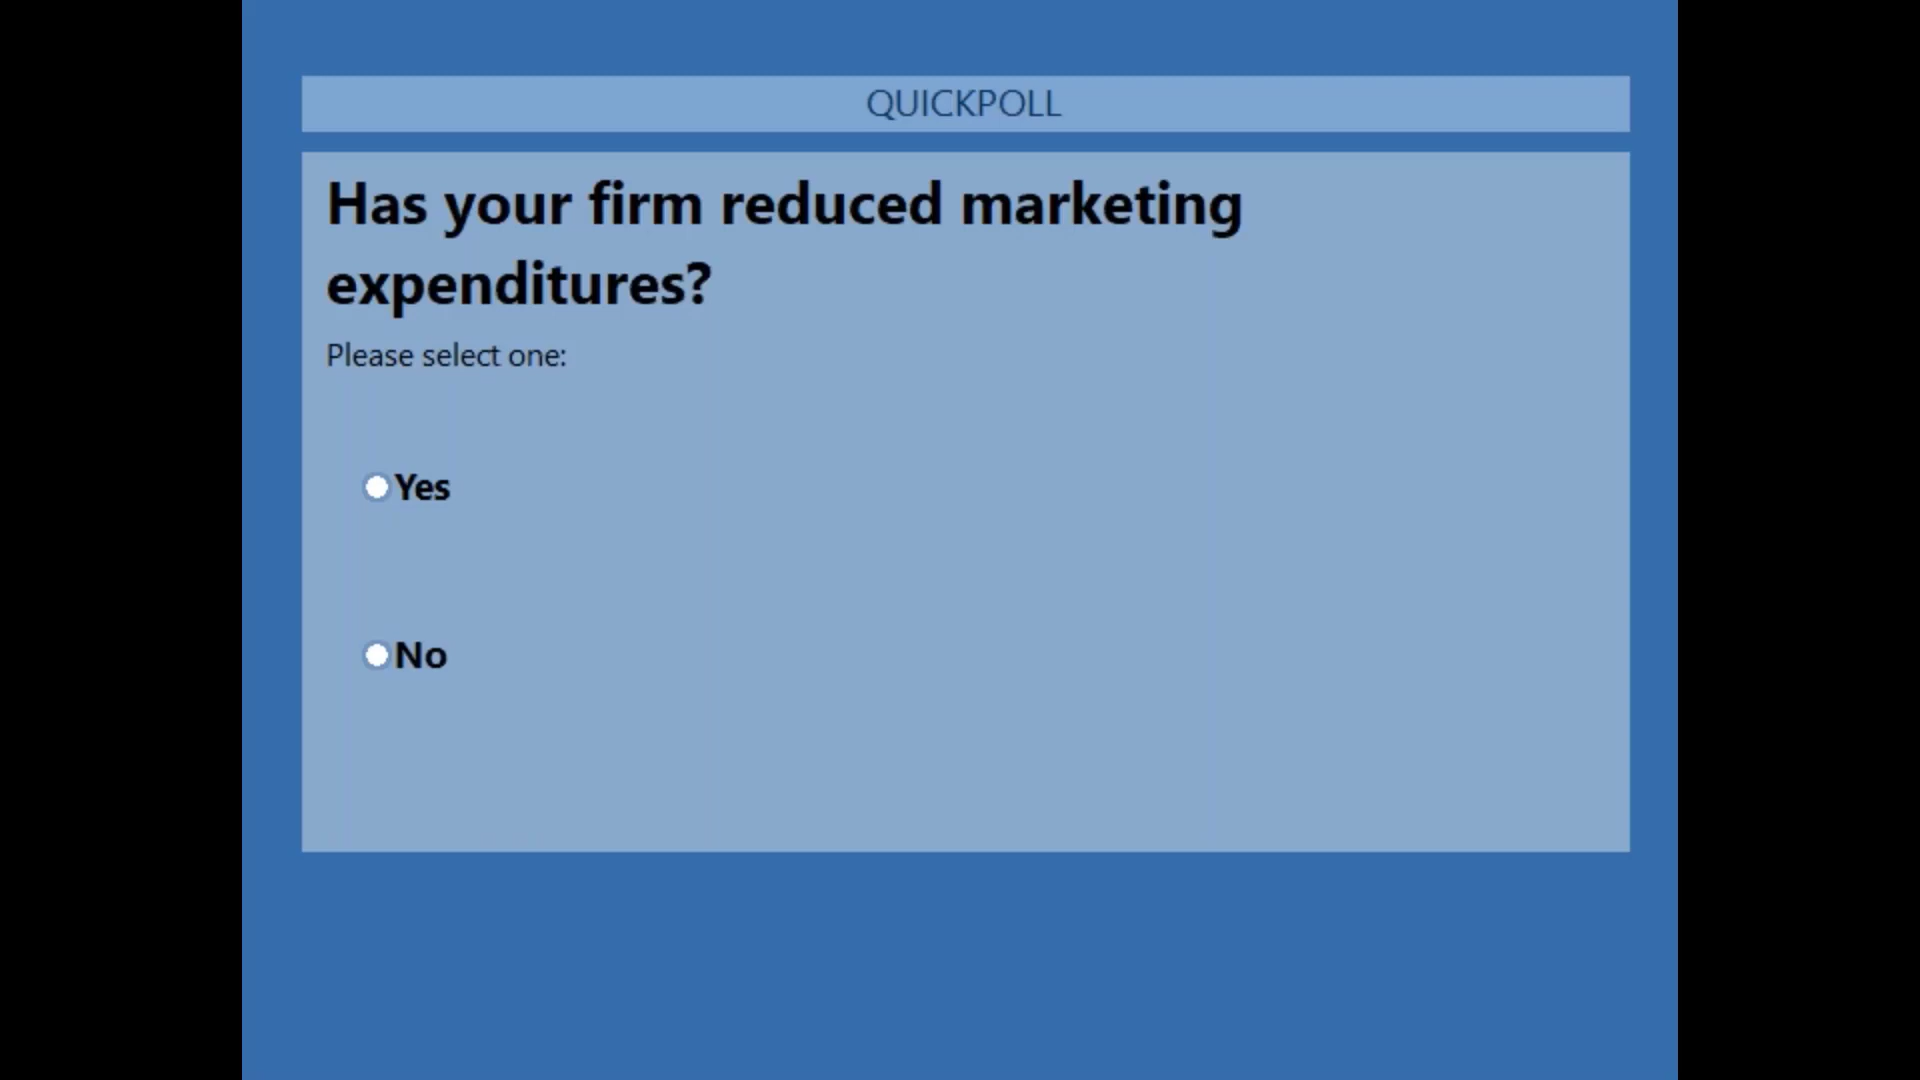 QUICKPOLL
Has your firm reduced marketing
expenditures?
Please select one:
Yes
No